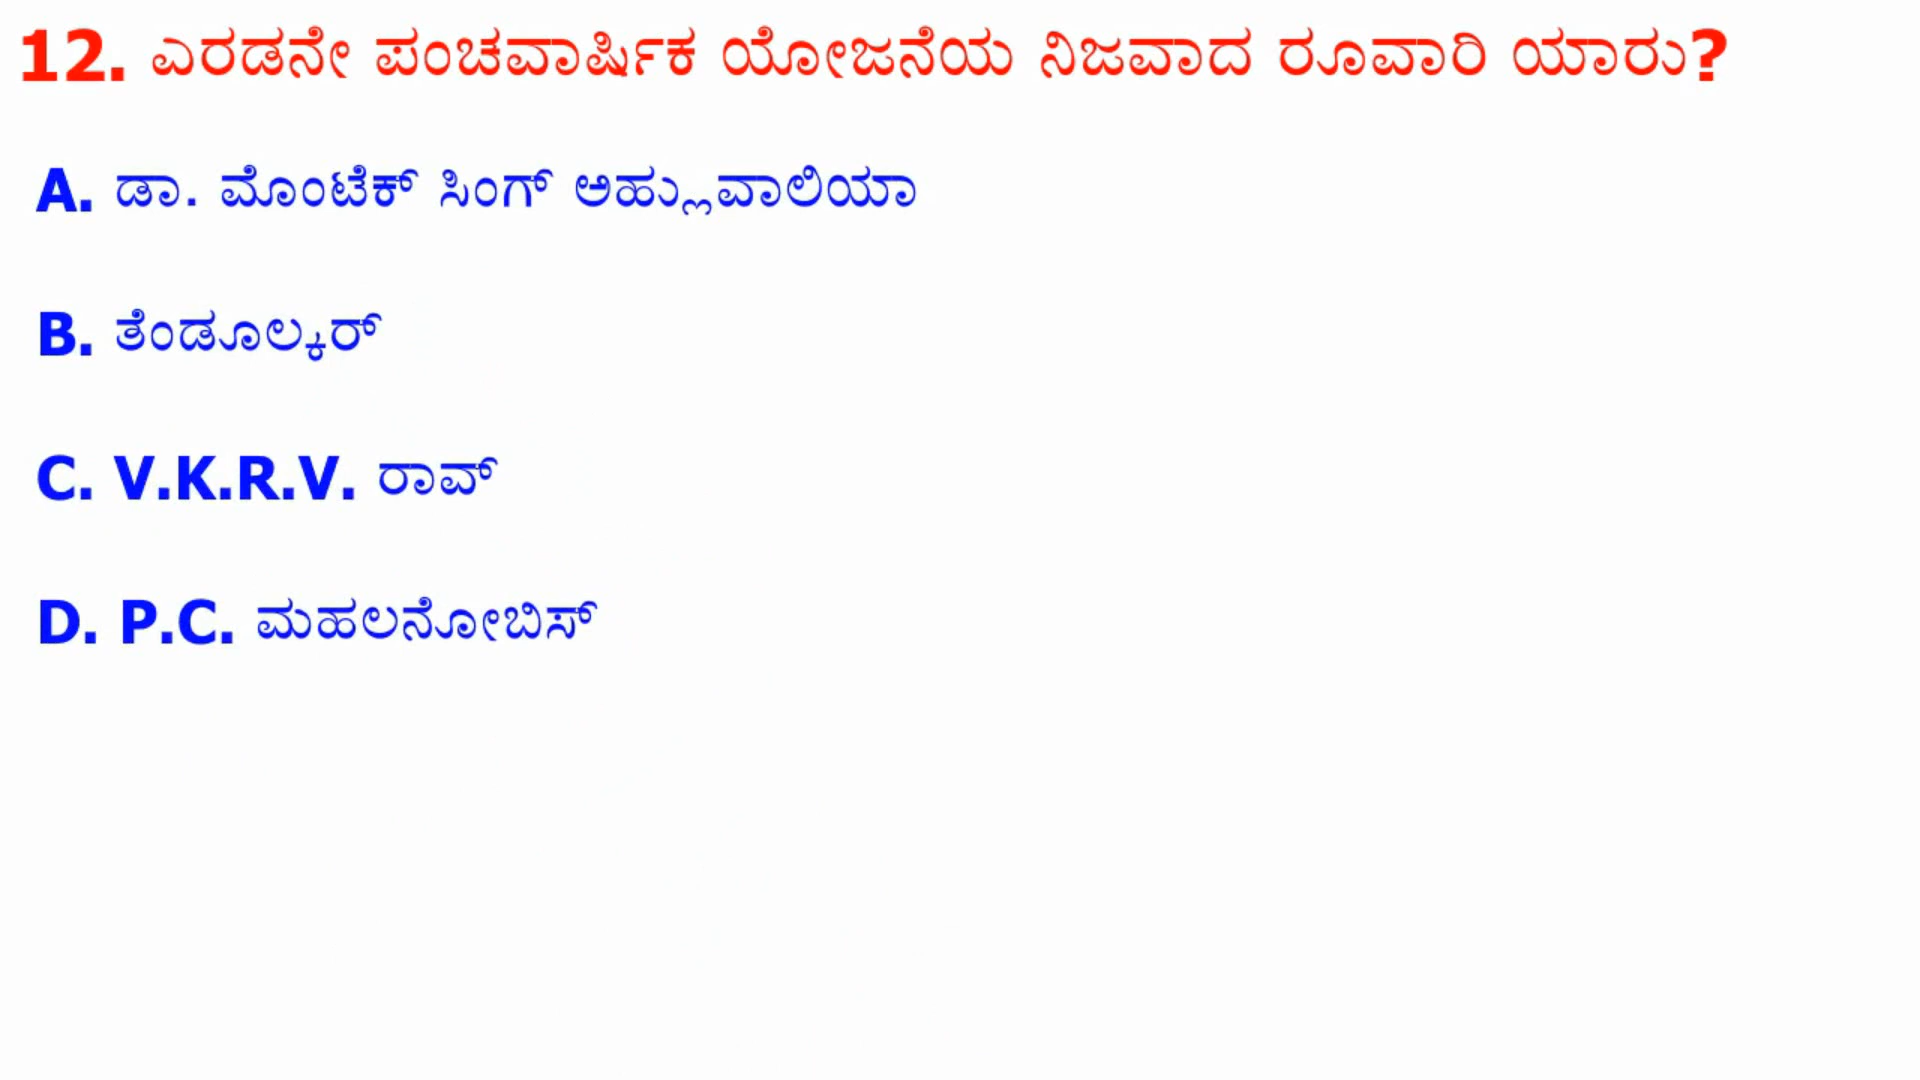 12. ಎರಡನೇ ಪಂಚವಾರ್ಷಿಕ ಯೋಜನೆಯ ನಿಜವಾದ ರೂವಾರಿ ಯಾರು?
A. ಡಾ. ಮೊಂಟೆಕ್ ಸಿಂಗ್ ಅಹ್ಲುವಾಲಿಯಾ
B. ತೆಂಡೂಲ್ಕರ್
C. V.K.R.V. ರಾವ್
D. P.C. ಮಹಲನೋಬಿಸ್